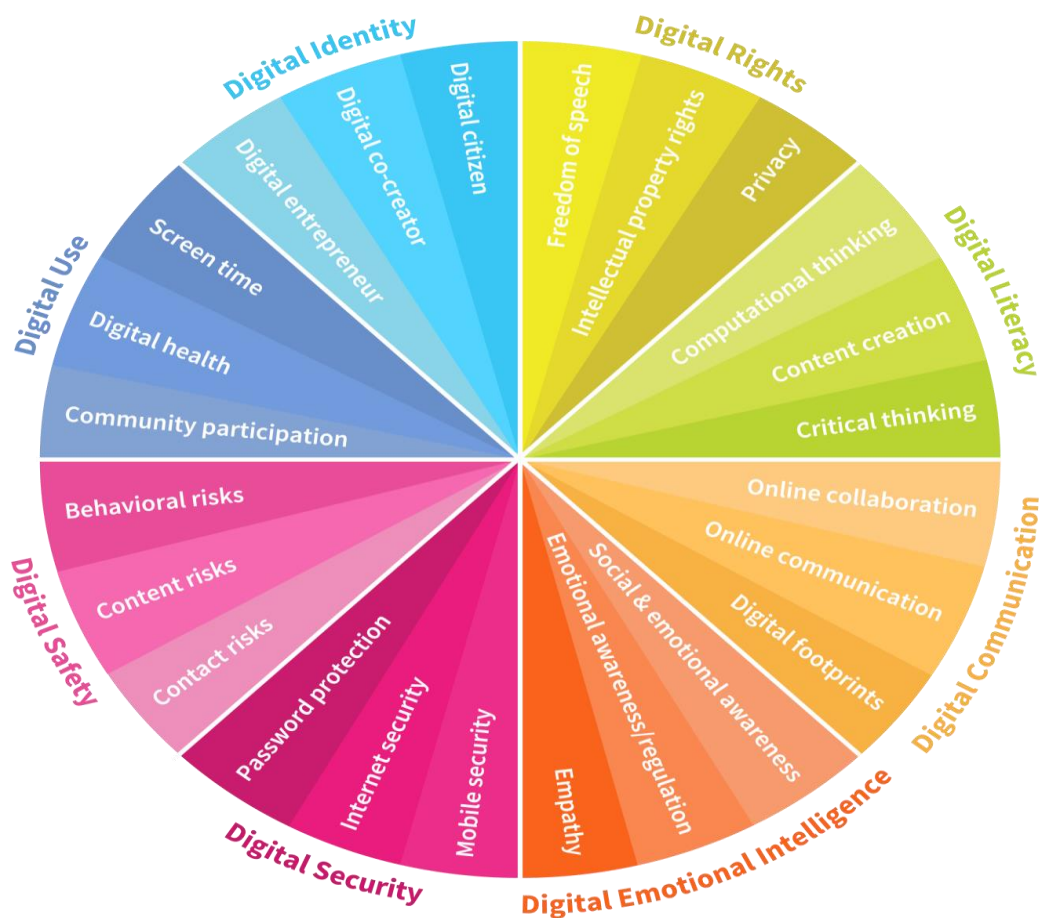 Digital Identity
Digital citizen
Digital co-creator
Digital entrepreneur
Digital Rights
Freedom of speech
Intellectual property rights
Privacy
Digital Literacy
Computational thinking
Content creation
Critical thinking
Digital Communication
Online collaboration
Online communication
Digital footprints
Digital Emotional Intelligence
Social & emotional awareness
Emotional awareness/regulation
Empathy
Digital Security
Mobile security
Internet security
Password protection
Digital Safety
Contact risks
Content risks
Behavioral risks
Digital Use
Community participation
Digital health
Screen time